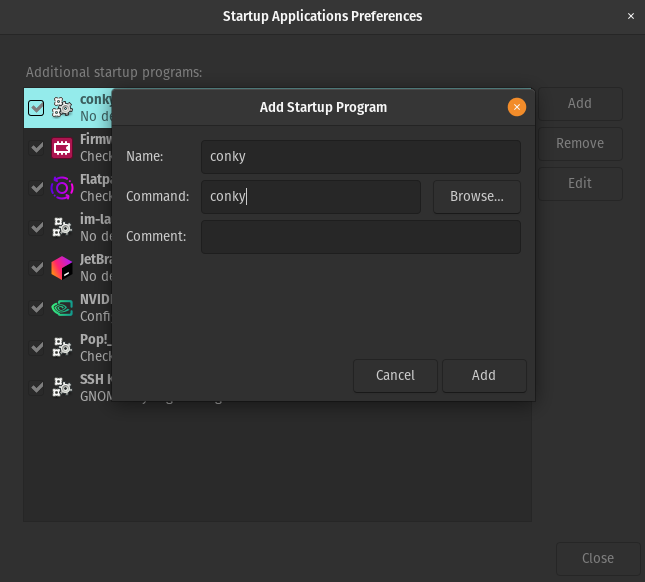 Startup Applications Preferences
Additional startup programs:
conky
No de
Firmw
Check
Flatpa
Check
im-la
No de
JetBra
No de
NVIDI
Confi
Pop!_
Check
SSH K
GNOM
Add
Remove
Edit
Close
Add Startup Program
Name:
conky
Command:
conky
Browse...
Comment:
Cancel
Add